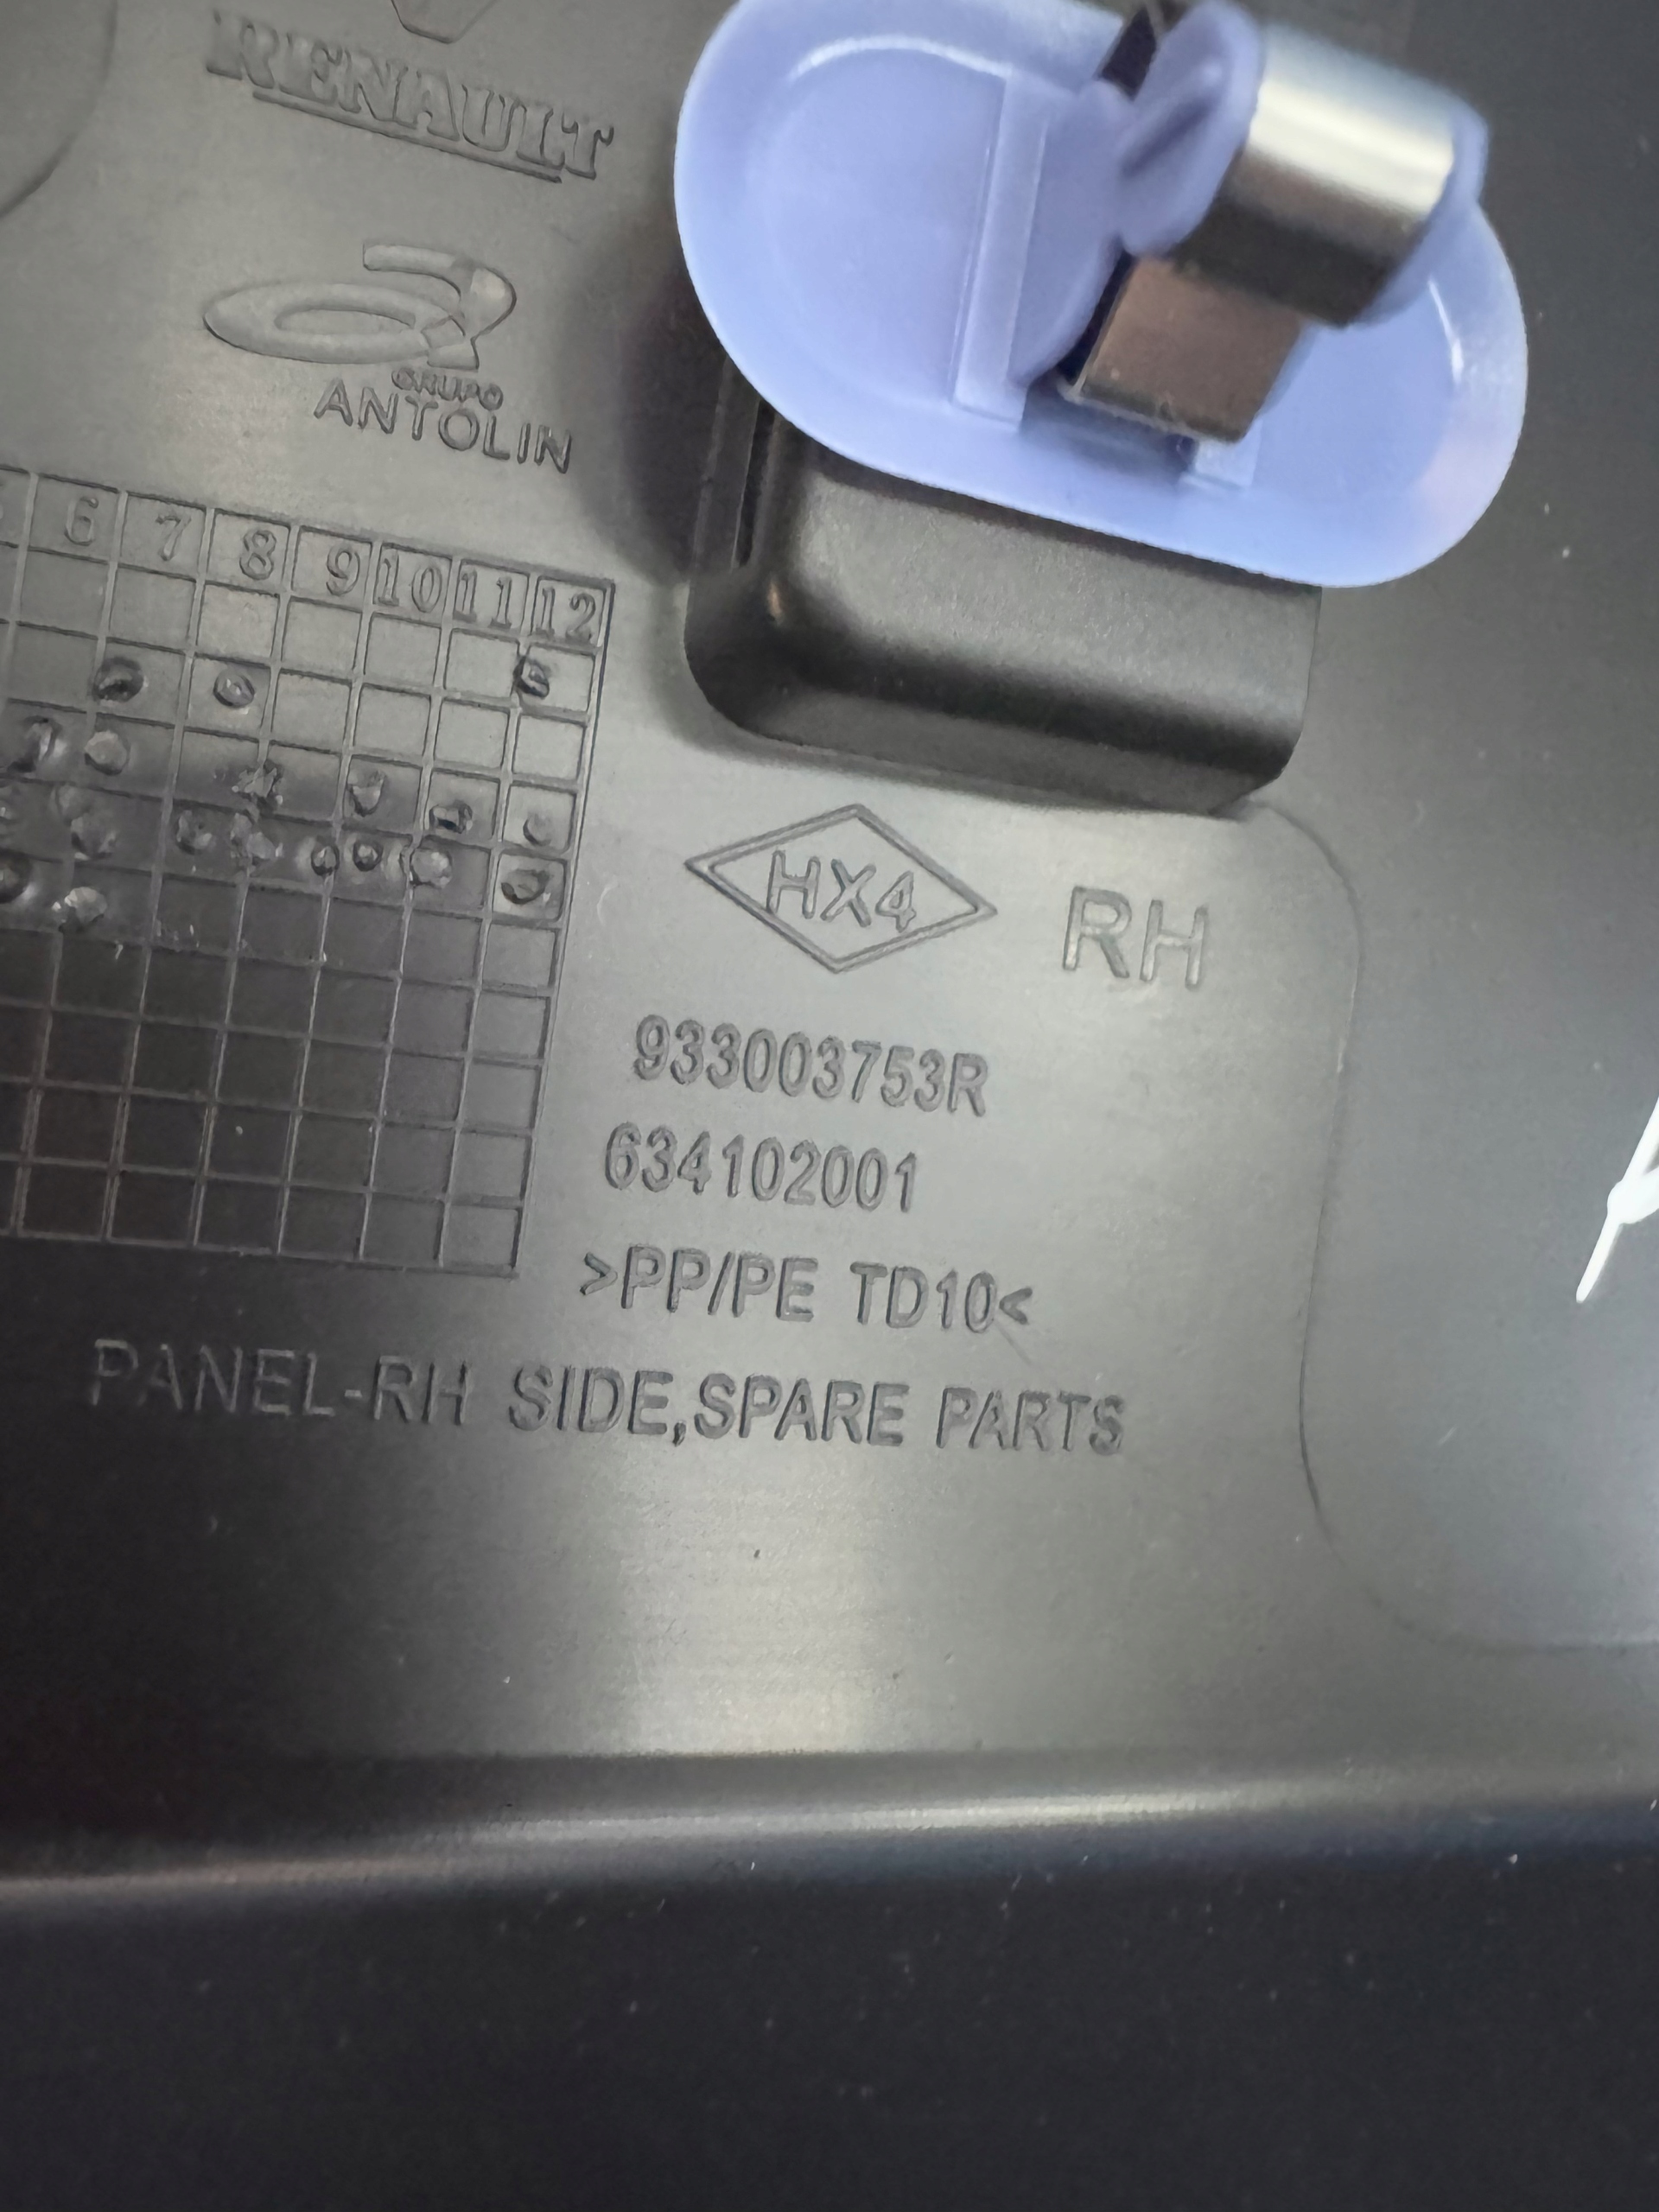 RENAULT
GRUPO
ANTOLIN
6 7 8 9 10 11 12
HX4 RH
933003753R
634102001
>PP/PE TD10<
PANEL-RH SIDE,SPARE PARTS